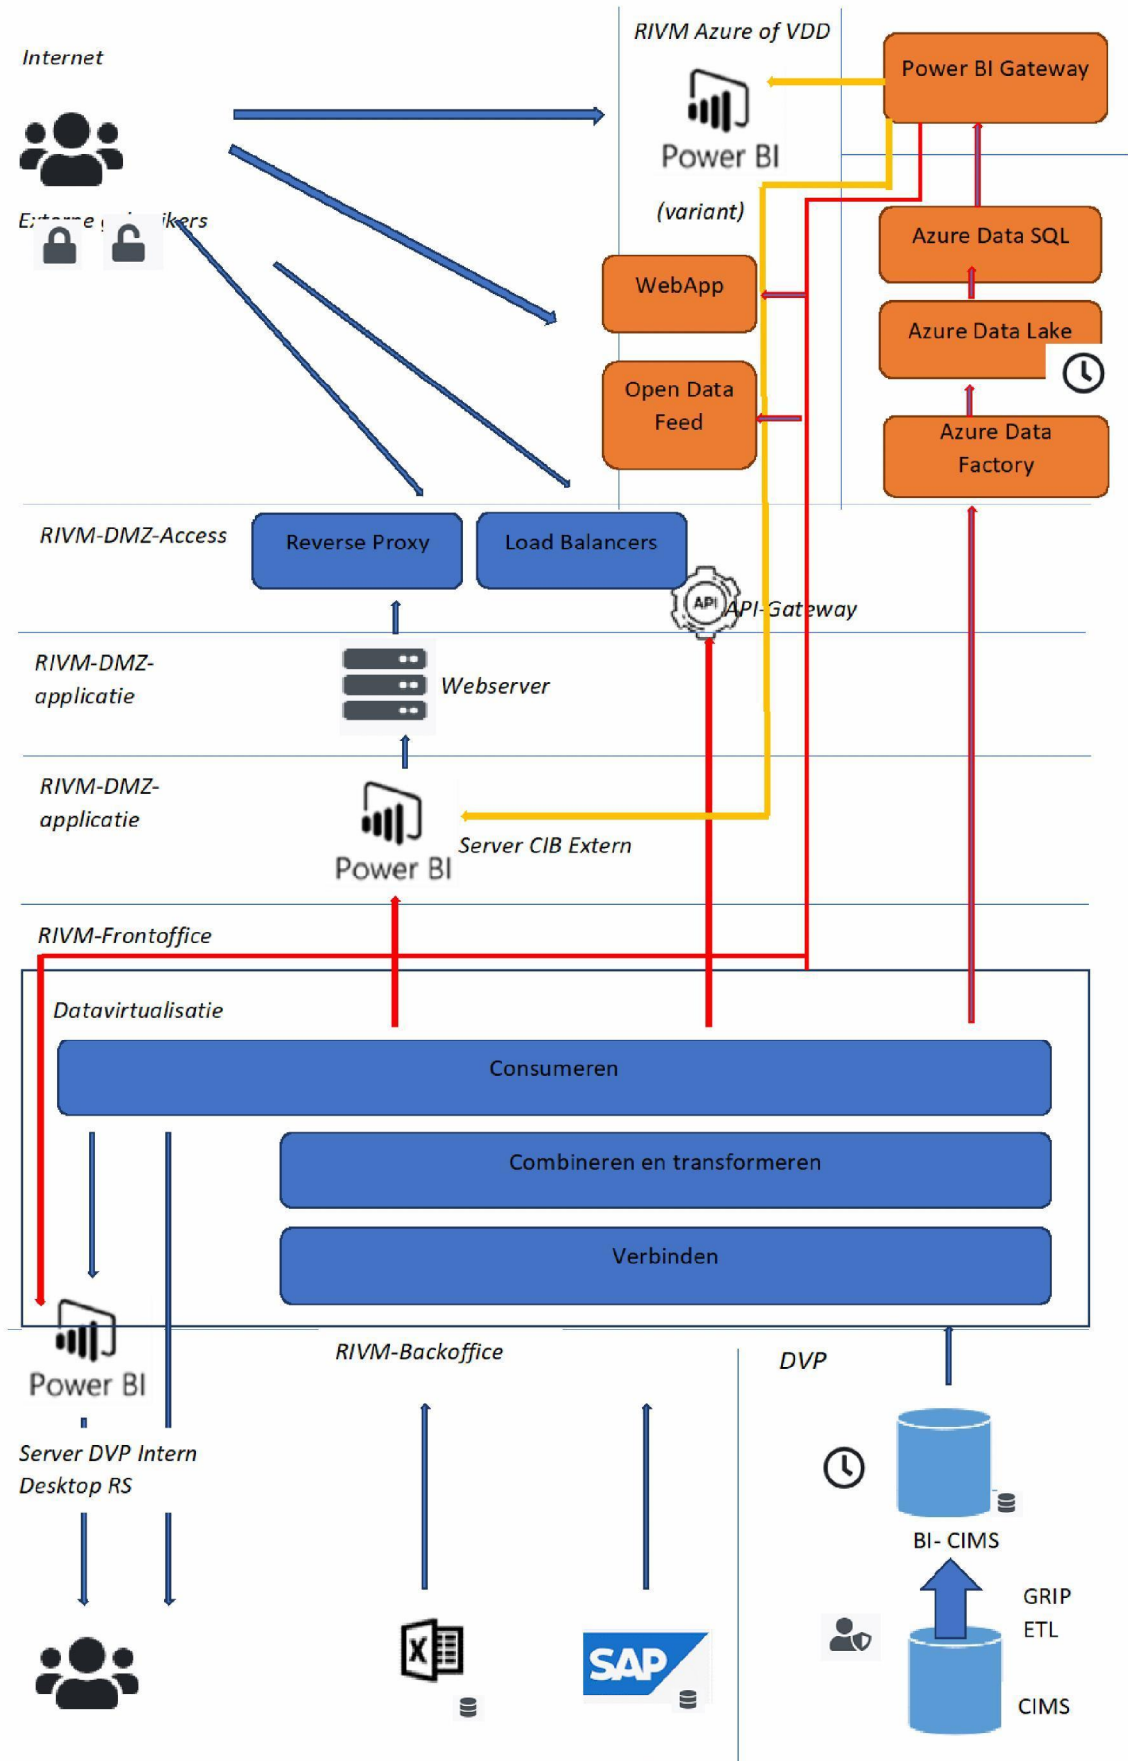 Internet
RIVM Azure of VDD
Power BI Gateway
Power BI
(variant)
Externe gebruikers
Azure Data SQL
WebApp
Azure Data Lake
Open Data
Feed
Azure Data
Factory
RIVM-DMZ-Access
Reverse Proxy
Load Balancers
API
API-Gateway
RIVM-DMZ-
applicatie
Webserver
RIVM-DMZ-
applicatie
Server CIB Extern
Power BI
RIVM-Frontoffice
Datavirtualisatie
Consumeren
Combineren en transformeren
Verbinden
Power BI
RIVM-Backoffice
DVP
Server DVP Intern
Desktop RS
BI- CIMS
GRIP
ETL
X
SAP
CIMS